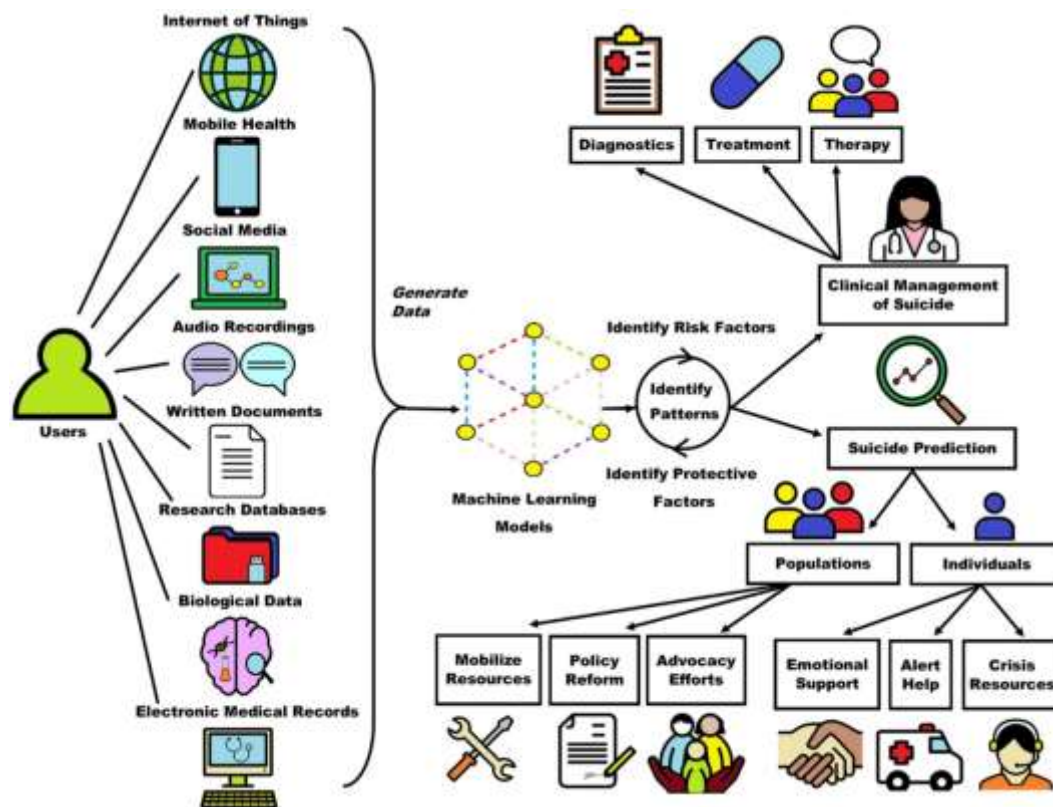 Internet of Things
Mobile Health
Social Media
Audio Recordings
Written Documents
Research Databases
Biological Data
Electronic Medical Records
Users
Generate
Data
Machine Learning
Models
Identify Risk Factors
Identify
Patterns
Identify Protective
Factors
Diagnostics
Treatment
Therapy
Clinical Management
of Suicide
Suicide Prediction
Populations
Individuals
Mobilize
Resources
Policy
Reform
Advocacy
Efforts
Emotional
Support
Alert
Help
Crisis
Resources